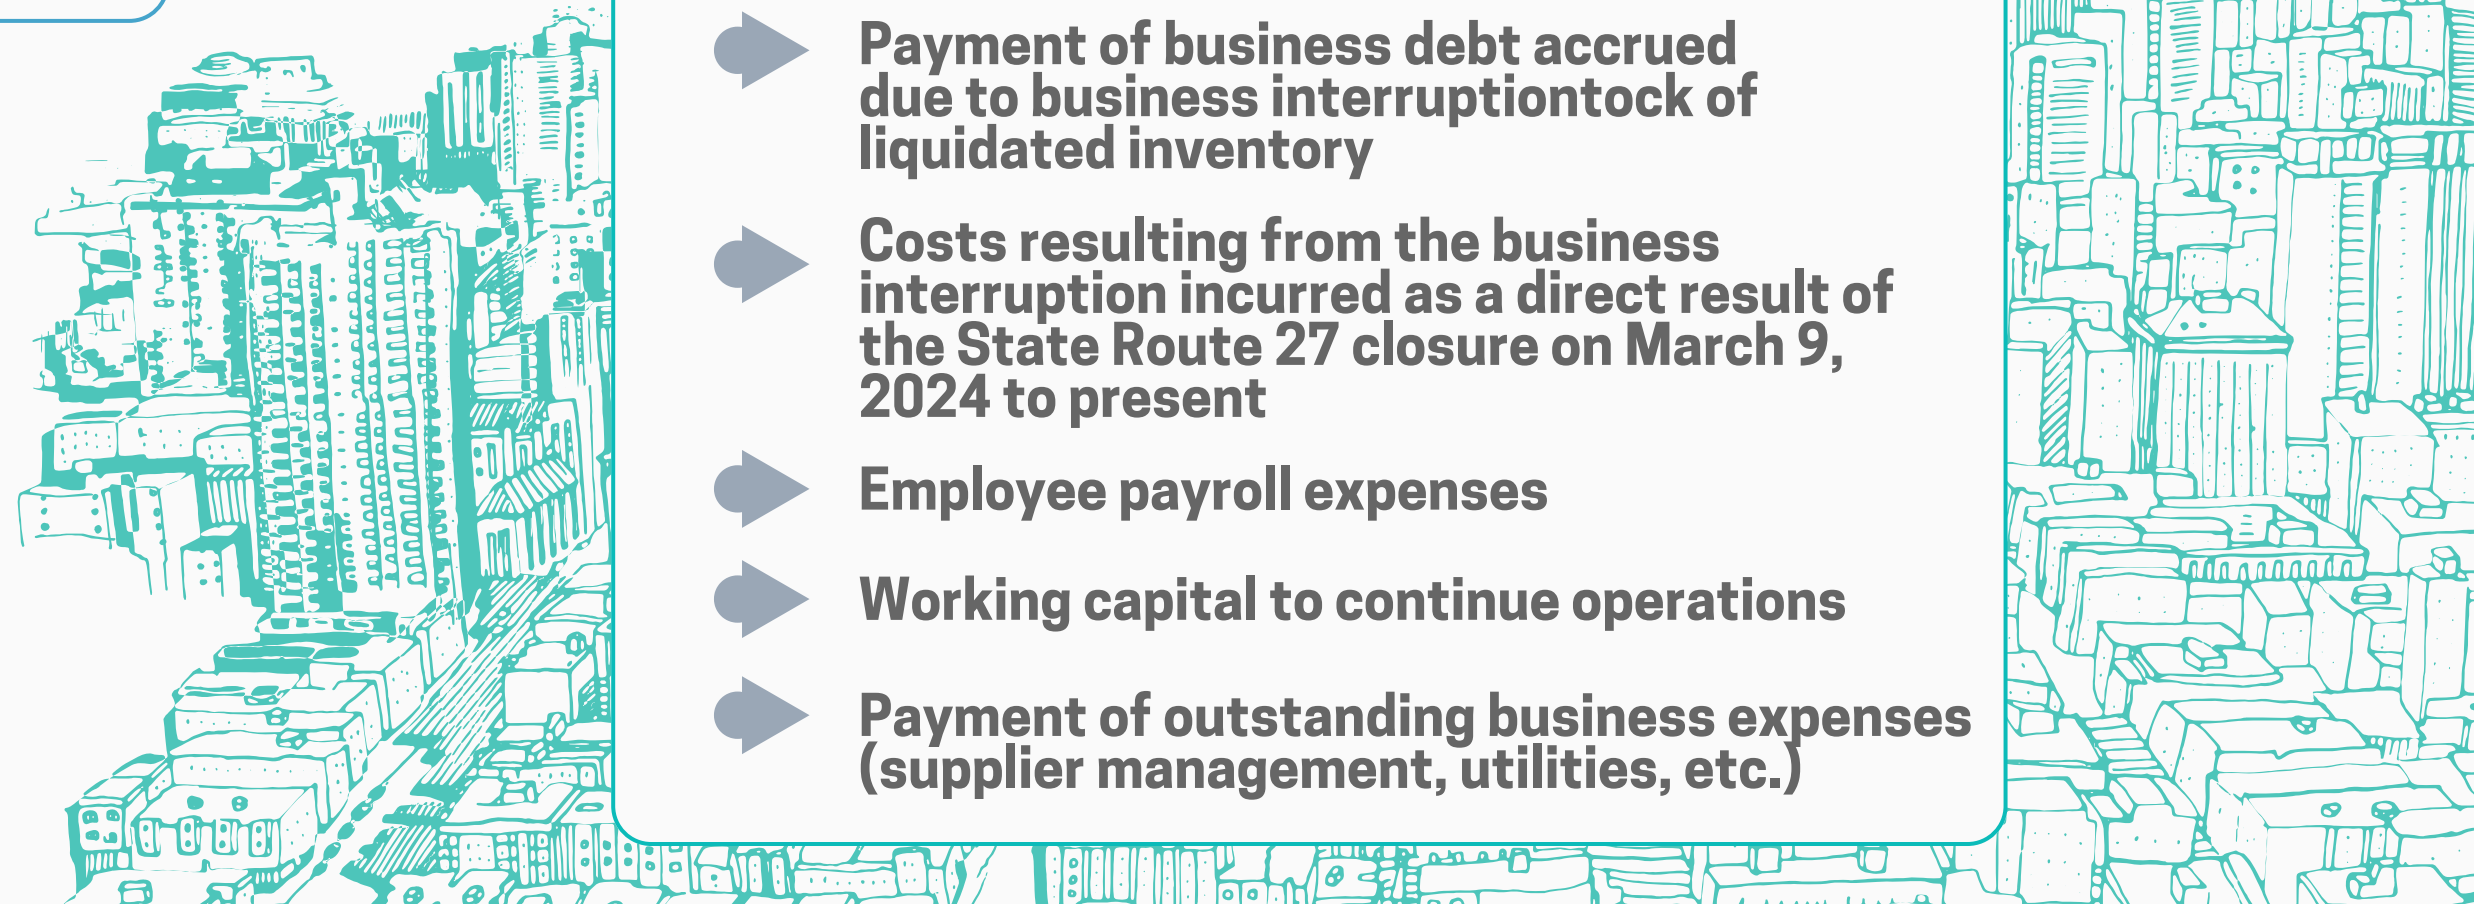 Payment of business debt accrued
due to business interruptiontock of
liquidated inventory
Costs resulting from the business
interruption incurred as a direct result of
the State Route 27 closure on March 9,
2024 to present
Employee payroll expenses
Working capital to continue operations
Payment of outstanding business expenses
(supplier management, utilities, etc.)